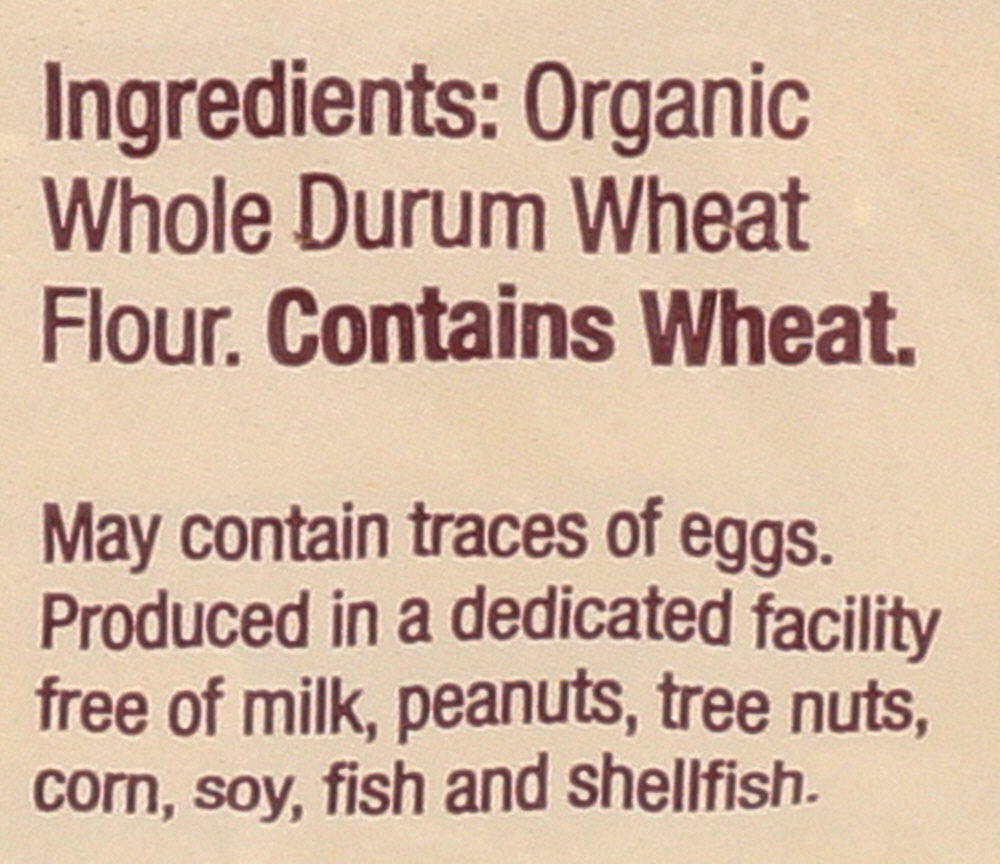 Ingredients: Organic
Whole Durum Wheat
Flour. Contains Wheat.
May contain traces of eggs.
Produced in a dedicated facility
free of milk, peanuts, tree nuts,
corn, soy, fish and shellfish.